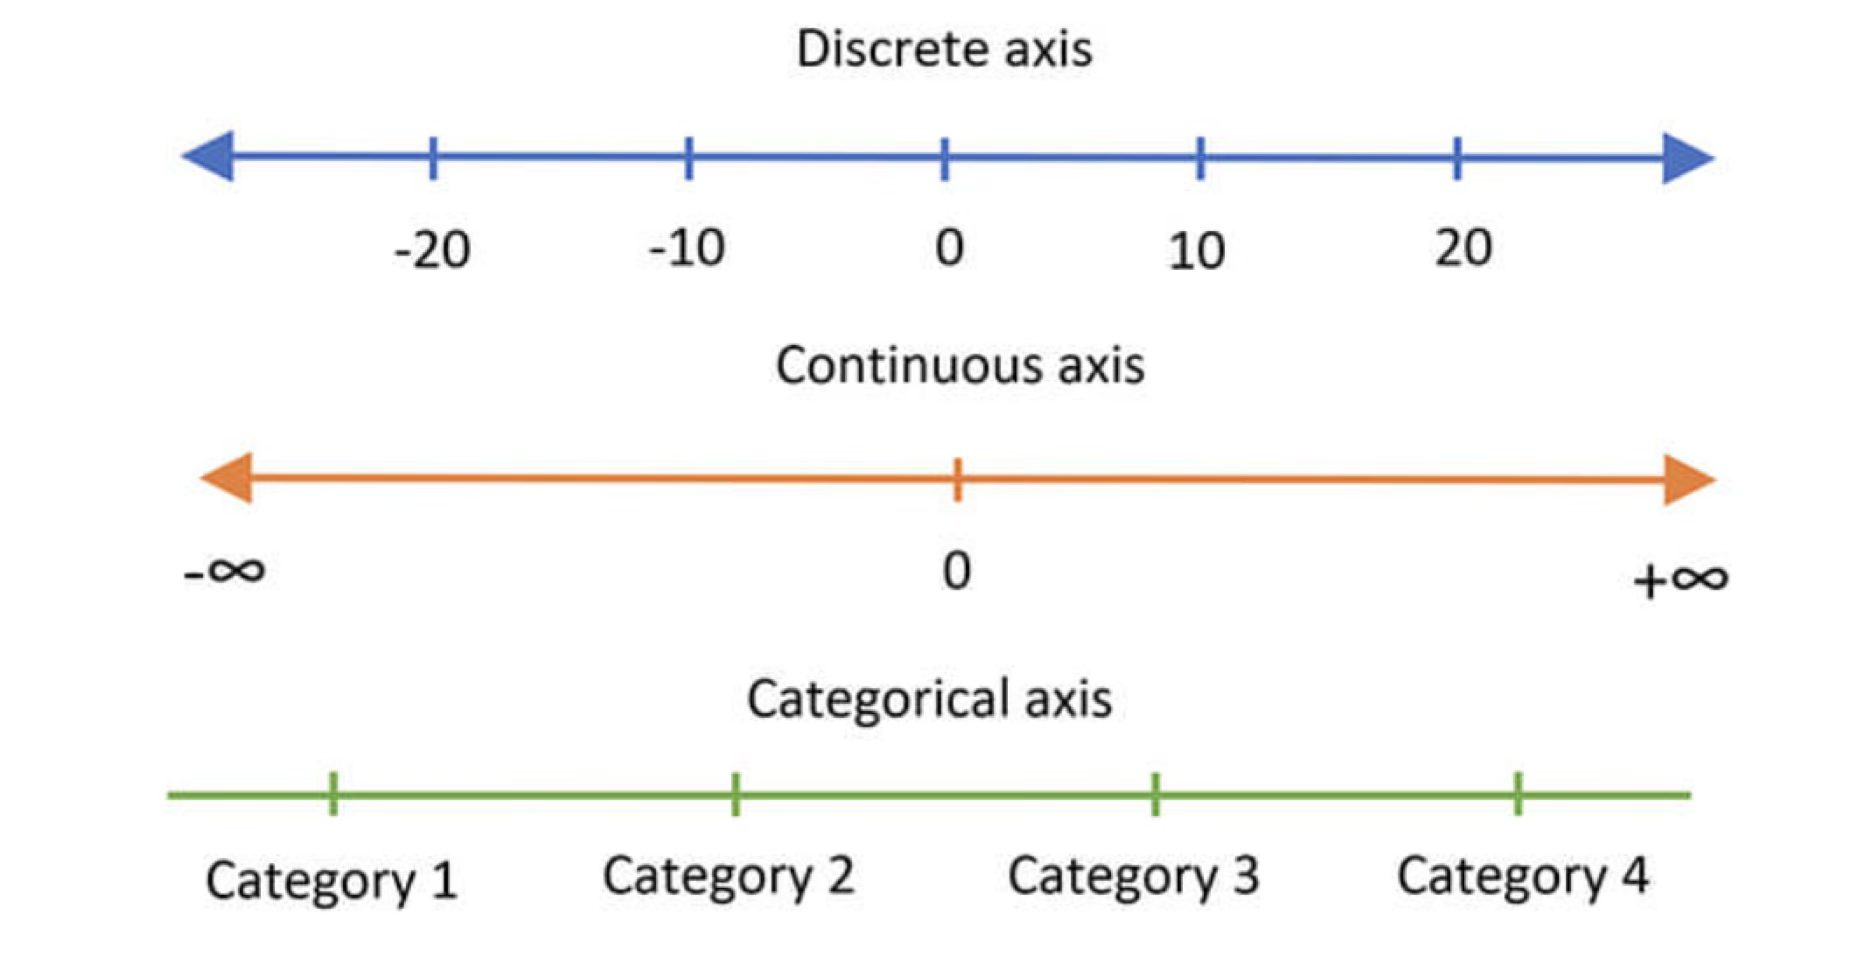 Discrete axis
-20 -10 0 10 20
Continuous axis
-∞ 0 +∞
Categorical axis
Category 1 Category 2 Category 3 Category 4